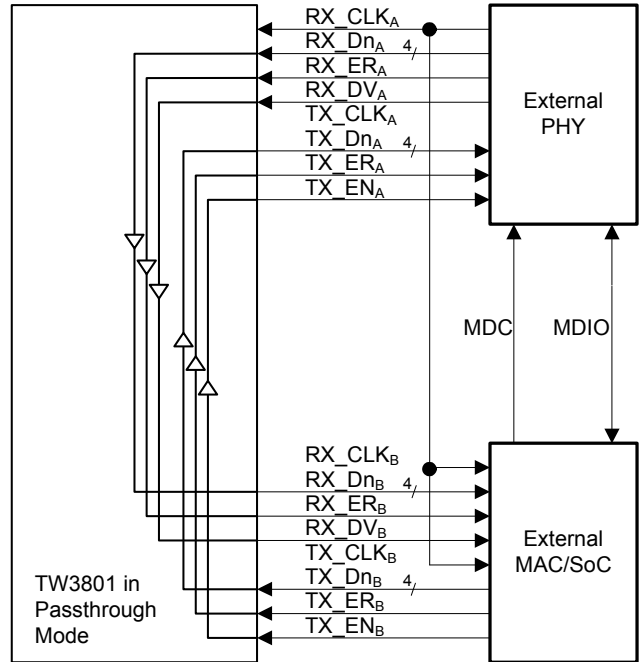 RX_CLKA
RX_DnA 4
RX_ERA
RX_DVA
TX_CLKA
TX_DnA 4
TX_ERA
TX_ENA
External
PHY
MDC
MDIO
RX_CLKB
RX_DnB 4
RX_ERB
RX_DVB
TX_CLKB
TX_DnB 4
TX_ERB
TX_ENB
External
MAC/SoC
TW3801 in
Passthrough
Mode